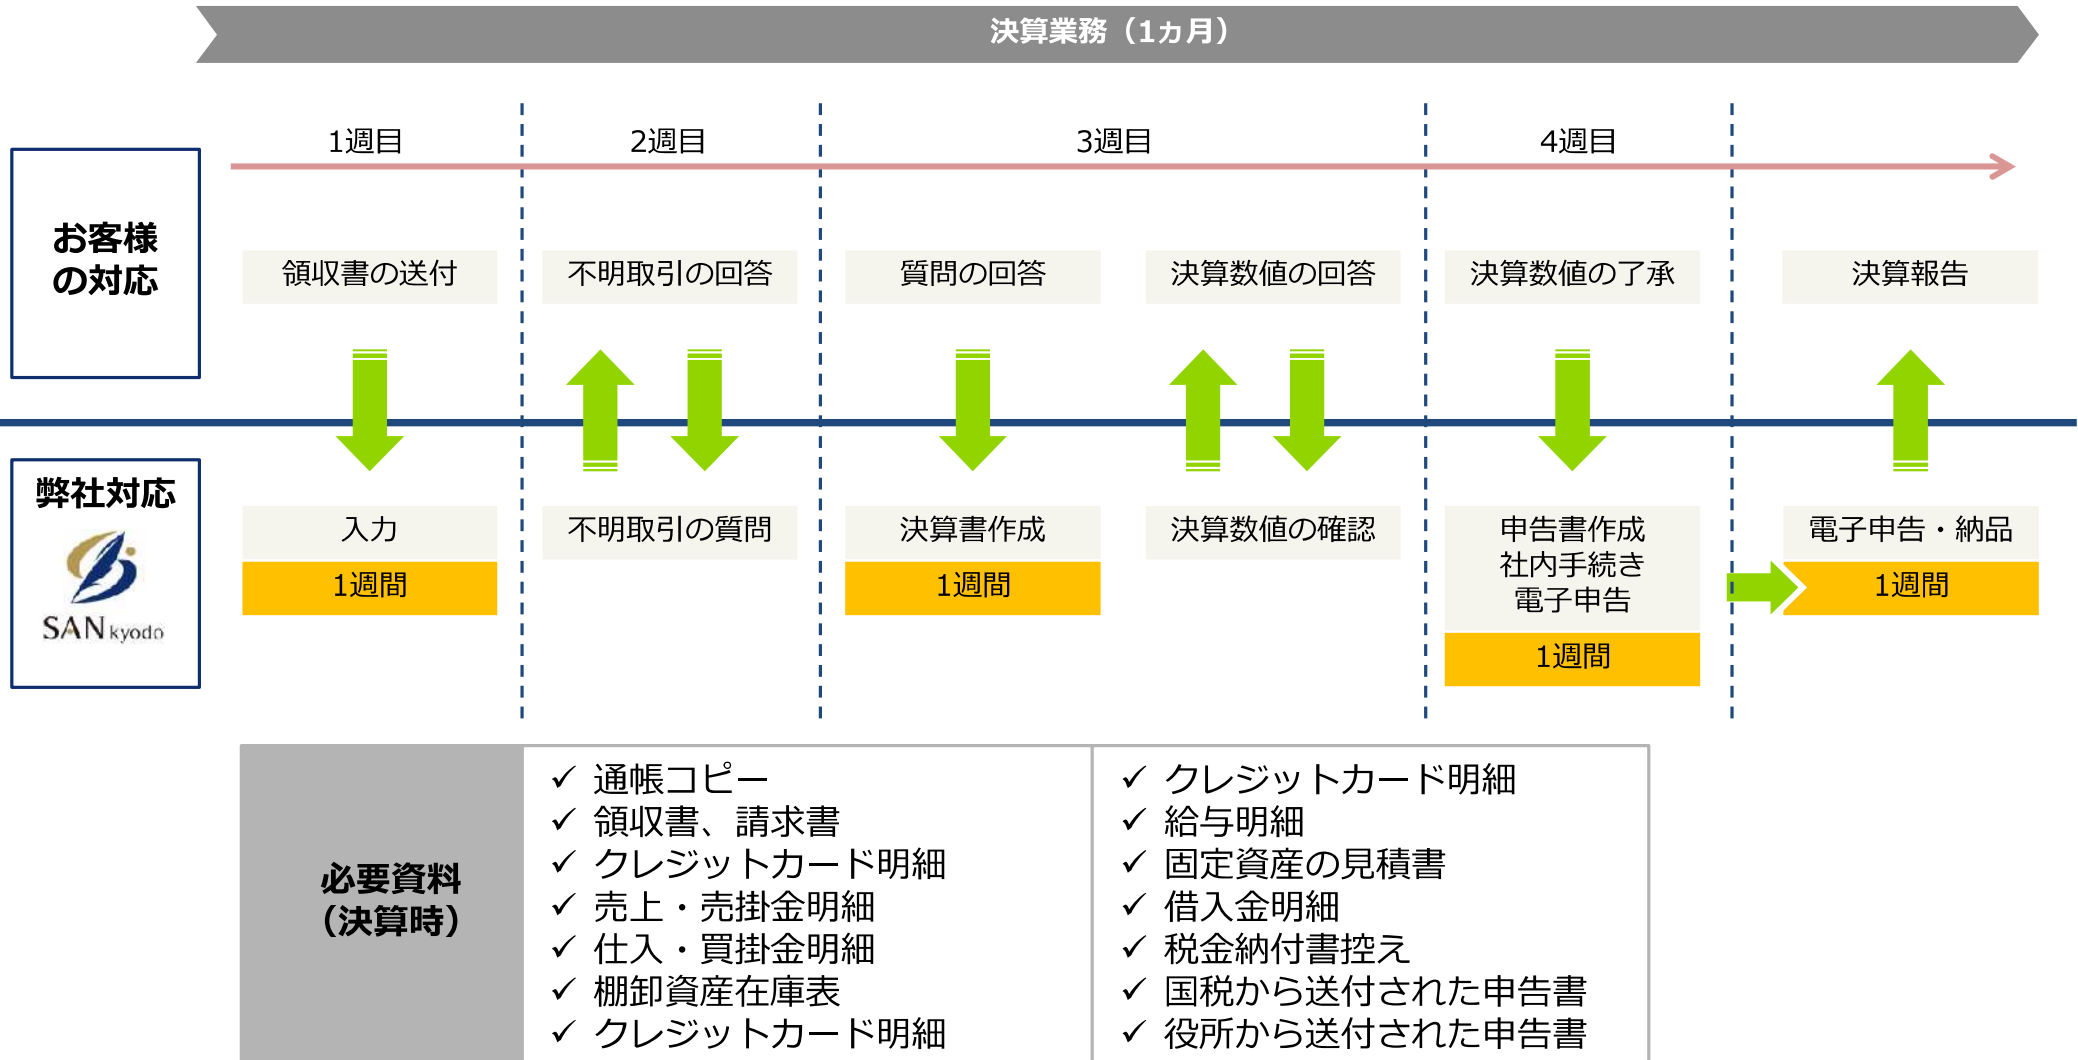 決算業務（1ヵ月）
1週目
2週目
3週目
4週目
お客様
の対応
領収書の送付
不明取引の回答
質問の回答
決算数値の回答
決算数値の了承
決算報告
弊社対応
SAN kyodo
入力
1週間
不明取引の質問
決算書作成
1週間
決算数値の確認
申告書作成
社内手続き
電子申告
1週間
電子申告・納品
1週間
必要資料
（決算時）
✓ 通帳コピー
✓ 領収書、請求書
✓ クレジットカード明細
✓ 売上・売掛金明細
✓ 仕入・買掛金明細
✓ 棚卸資産在庫表
✓ クレジットカード明細
✓ クレジットカード明細
✓ 給与明細
✓ 固定資産の見積書
✓ 借入金明細
✓ 税金納付書控え
✓ 国税から送付された申告書
✓ 役所から送付された申告書